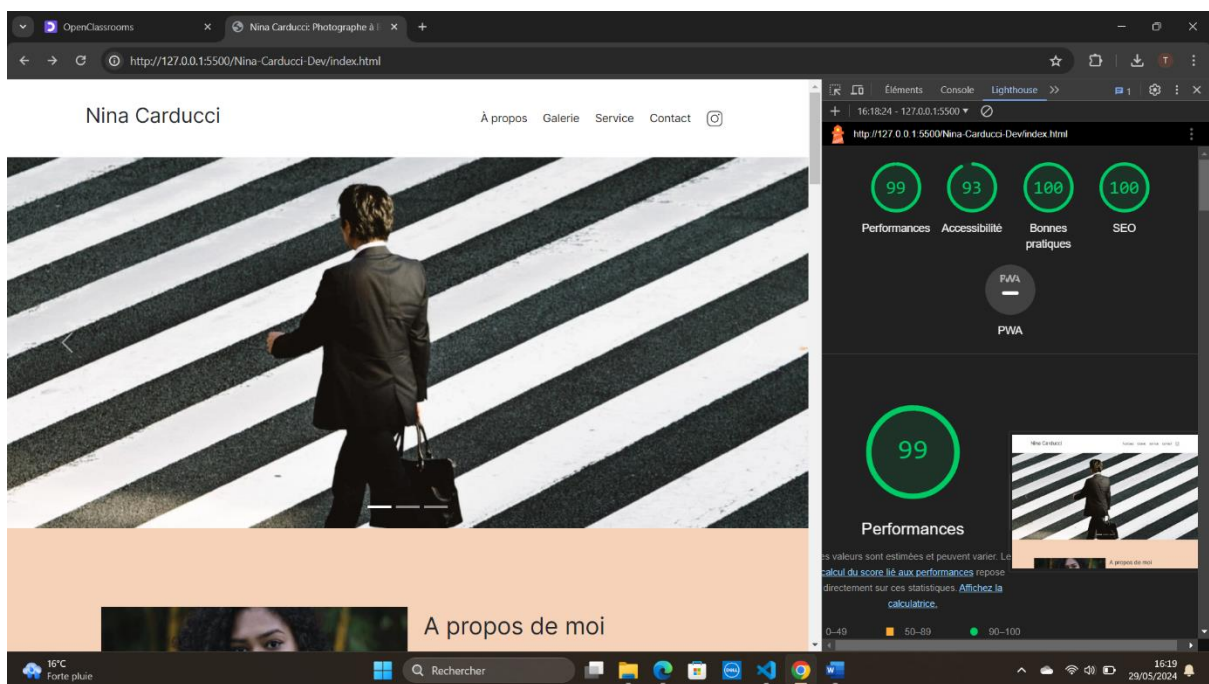 OpenClassrooms
Nina Carducci: Photographe à
http://127.0.0.1:5500/Nina-Carducci-Dev/index.html
T
Nina Carducci
À propos Galerie Service Contact
A propos de moi
Éléments Console Lighthouse
1
16:18:24 - 127.0.0.1:5500
http://127.0.0.1:5500/Nina-Carducci-Dev/index.html
99 93 100 100
Performances Accessibilité Bonnes pratiques SEO
PWA
PWA
99
Performances
es valeurs sont estimées et peuvent varier. Le
calcul du score lié aux performances repose
directement sur ces statistiques. Affichez la
calculatrice.
0–49 50–89 90–100
Nina Carducci
A propos de moi
16°C
Forte pluie
Rechercher
DELL
16:19
29/05/2024